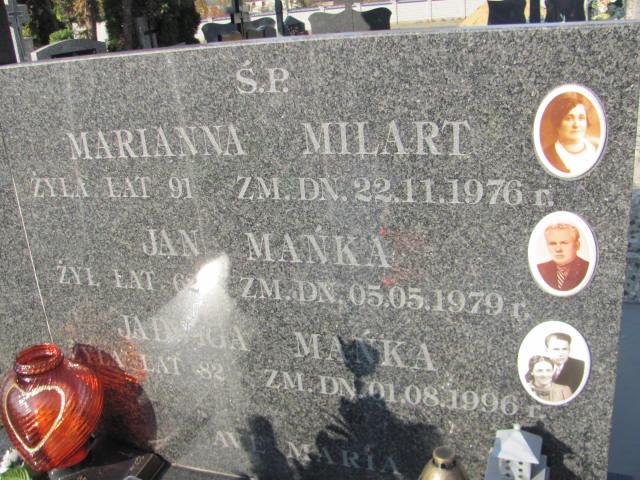 Ś.P.
MARIANNA MILART
ŻYŁA LAT 91 ZM. DN. 22.11.1976 r.
JAN MAŃKA
ŻYŁ LAT ZM. DN. 05.05.1979 r.
JADWIGA MAŃKA
ŻYŁA LAT 82 ZM. DN. 01.08.1996 r.
AVE MARIA